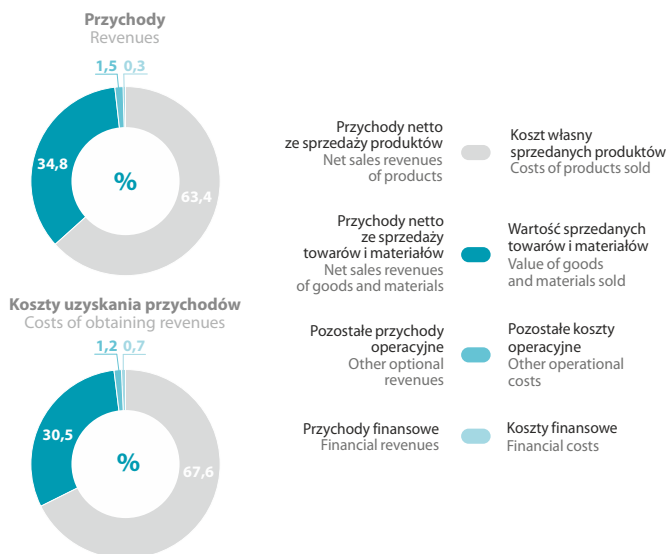 Przychody
Revenues
1,5 0,3
34,8
%
63,4
Koszty uzyskania przychodów
Costs of obtaining revenues
1,2 0,7
30,5
%
67,6
Przychody netto
ze sprzedaży produktów
Net sales revenues
of products
Koszt własny
sprzedanych produktów
Costs of products sold
Przychody netto
ze sprzedaży
towarów i materiałów
Net sales revenues
of goods and materials
Wartość sprzedanych
towarów i materiałów
Value of goods
and materials sold
Pozostałe przychody
operacyjne
Other optional
revenues
Pozostałe koszty
operacyjne
Other operational
costs
Przychody finansowe
Financial revenues
Koszty finansowe
Financial costs